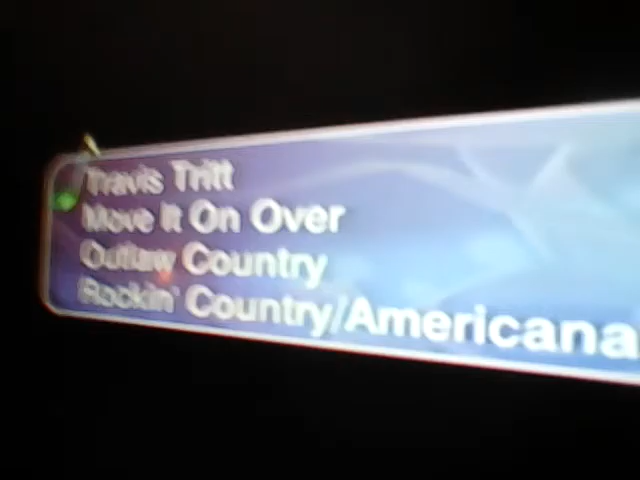 Travis Tritt
Move It On Over
Outlaw Country
Rockin' Country/Americana